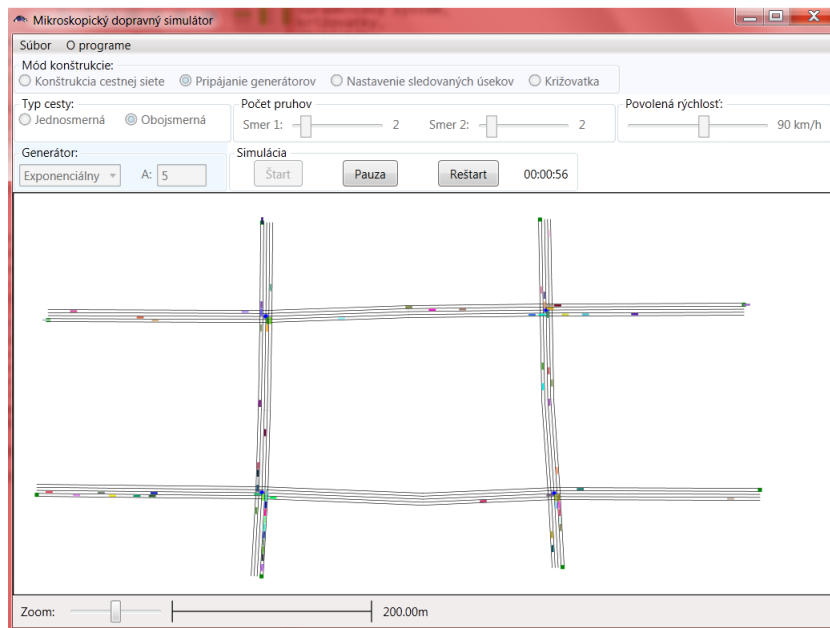 Mikroskopický dopravný simulátor
Súbor O programe
Mód konštrukcie:
Konštrukcia cestnej siete Pripájanie generátorov Nastavenie sledovaných úsekov Križovatka
Typ cesty: Počet pruhov Povolená rýchlosť:
Jednosmerná Obojsmerná Smer 1: 2 Smer 2: 2 90 km/h
Generátor: Simulácia
Exponenciálny A: 5 Štart Pauza Reštart 00:00:56
Zoom: 200.00m